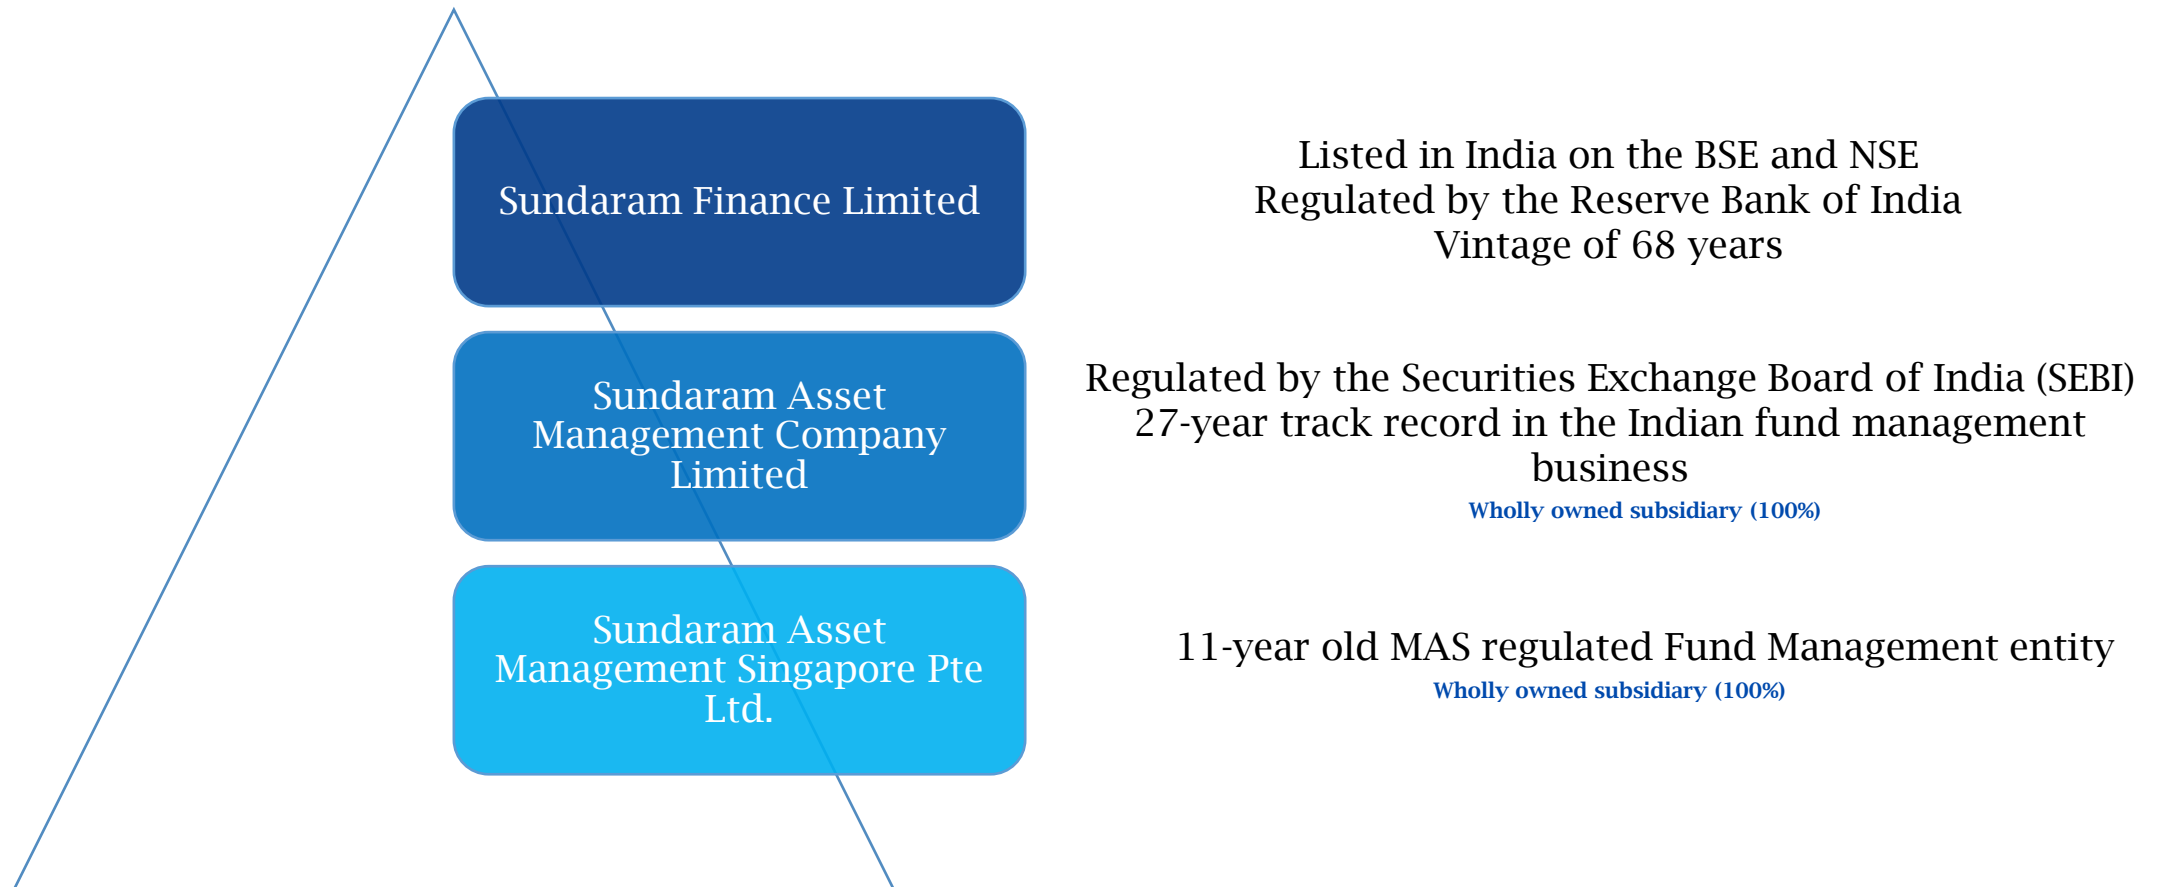 Sundaram Finance Limited
Listed in India on the BSE and NSE
Regulated by the Reserve Bank of India
Vintage of 68 years
Sundaram Asset
Management Company
Limited
Regulated by the Securities Exchange Board of India (SEBI)
27-year track record in the Indian fund management
business
Wholly owned subsidiary (100%)
Sundaram Asset
Management Singapore Pte
Ltd.
11-year old MAS regulated Fund Management entity
Wholly owned subsidiary (100%)